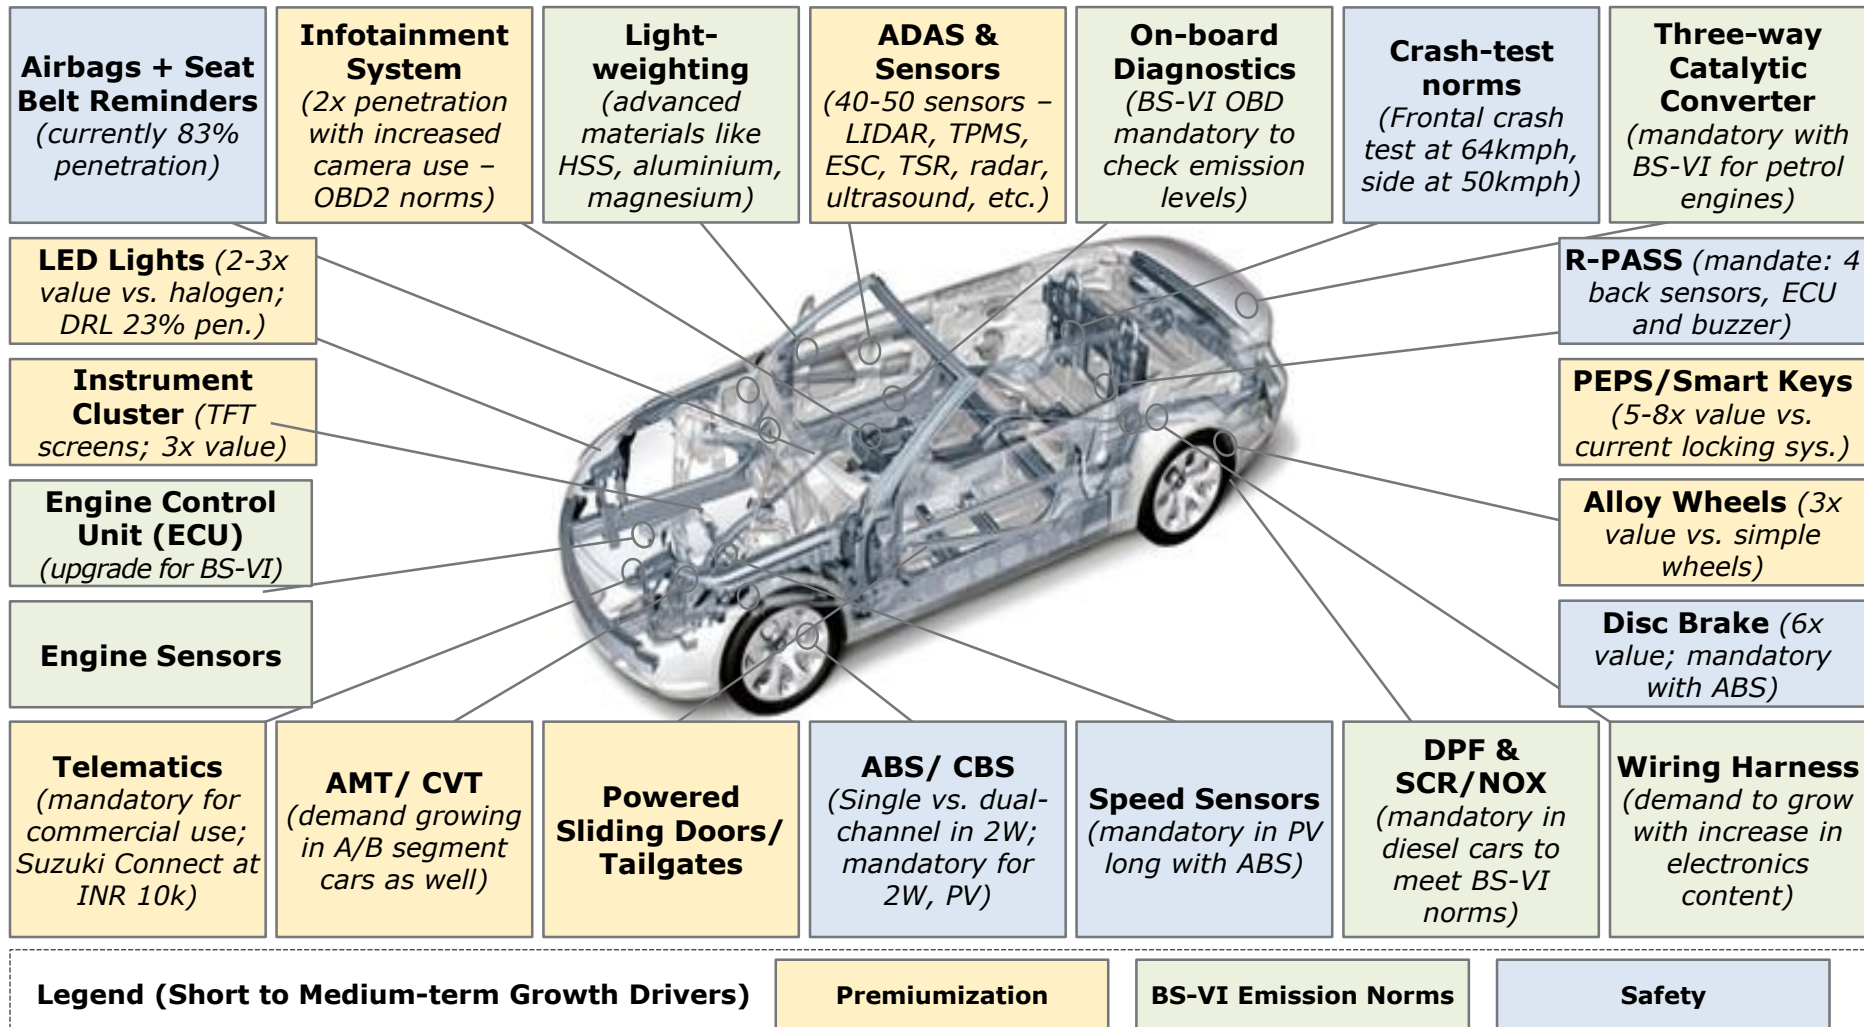 Airbags + Seat
Belt Reminders
(currently 83%
penetration)
Infotainment
System
(2x penetration
with increased
camera use –
OBD2 norms)
Light-
weighting
(advanced
materials like
HSS, aluminium,
magnesium)
ADAS &
Sensors
(40-50 sensors –
LIDAR, TPMS,
ESC, TSR, radar,
ultrasound, etc.)
On-board
Diagnostics
(BS-VI OBD
mandatory to
check emission
levels)
Crash-test
norms
(Frontal crash
test at 64kmph,
side at 50kmph)
Three-way
Catalytic
Converter
(mandatory with
BS-VI for petrol
engines)
LED Lights (2-3x
value vs. halogen;
DRL 23% pen.)
R-PASS (mandate: 4
back sensors, ECU
and buzzer)
Instrument
Cluster (TFT
screens; 3x value)
PEPS/Smart Keys
(5-8x value vs.
current locking sys.)
Engine Control
Unit (ECU)
(upgrade for BS-VI)
Alloy Wheels (3x
value vs. simple
wheels)
Engine Sensors
Disc Brake (6x
value; mandatory
with ABS)
Telematics
(mandatory for
commercial use;
Suzuki Connect at
INR 10k)
AMT/ CVT
(demand growing
in A/B segment
cars as well)
Powered
Sliding Doors/
Tailgates
ABS/ CBS
(Single vs. dual-
channel in 2W;
mandatory for
2W, PV)
Speed Sensors
(mandatory in PV
long with ABS)
DPF &
SCR/NOX
(mandatory in
diesel cars to
meet BS-VI
norms)
Wiring Harness
(demand to grow
with increase in
electronics
content)
Legend (Short to Medium-term Growth Drivers)
Premiumization
BS-VI Emission Norms
Safety